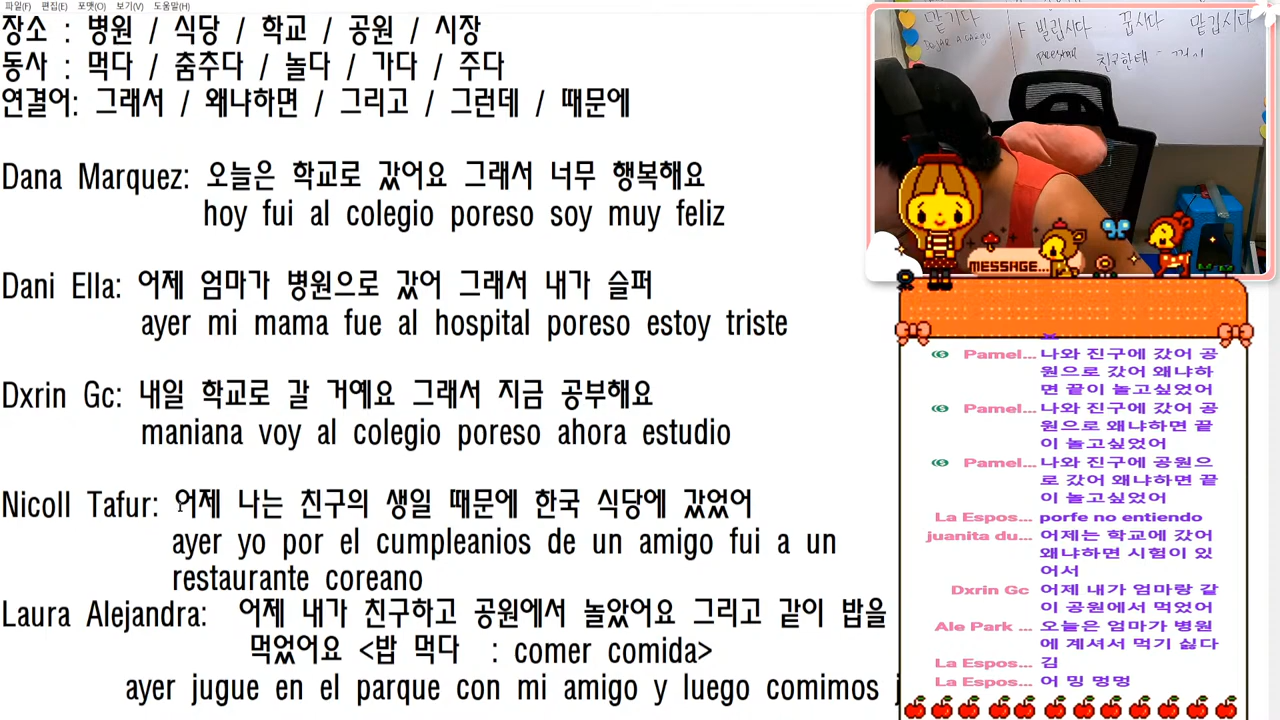 파일(F) 편집(E) 포맷(O) 보기(V) 도움말(H)
장소 : 병원 / 식당 / 학교 / 공원 / 시장
동사 : 먹다 / 춤추다 / 놀다 / 가다 / 주다
연결어: 그래서 / 왜냐하면 / 그리고 / 그런데 / 때문에
Dana Marquez: 오늘은 학교로 갔어요 그래서 너무 행복해요
hoy fui al colegio poreso soy muy feliz
Dani Ella: 어제 엄마가 병원으로 갔어 그래서 내가 슬퍼
ayer mi mama fue al hospital poreso estoy triste
Dxrin Gc: 내일 학교로 갈 거예요 그래서 지금 공부해요
maniana voy al colegio poreso ahora estudio
Nicoll Tafur: 어제 나는 친구의 생일 때문에 한국 식당에 갔었어
ayer yo por el cumpleanios de un amigo fui a un
restaurante coreano
Laura Alejandra: 어제 내가 친구하고 공원에서 놀았어요 그리고 같이 밥을
먹었어요 <밥 먹다 : comer comida>
ayer jugue en el parque con mi amigo y luego comimos
맡기다 F 빌립시다 꿉시다 맡깁시다
MESSAGE...
Pamel... 나와 진구에 갔어 공
원으로 갔어 왜냐하
면 끝이 놀고싶었어
Pamel... 나와 진구에 갔어 공
원으로 왜냐하면 끝
이 놀고싶었어
Pamel... 나와 진구에 공원으
로 갔어 왜냐하면 끝
이 놀고싶었어
La Espos... porfe no entiendo
juanita du... 어제는 학교에 갔어
왜냐하면 시험이 있
어서
Dxrin Gc 어제 내가 엄마랑 같
이 공원에서 먹었어
Ale Park ... 오늘은 엄마가 병원
에 계셔서 먹기 싫다
La Espos... 김
La Espos... 어 밍 멍멍